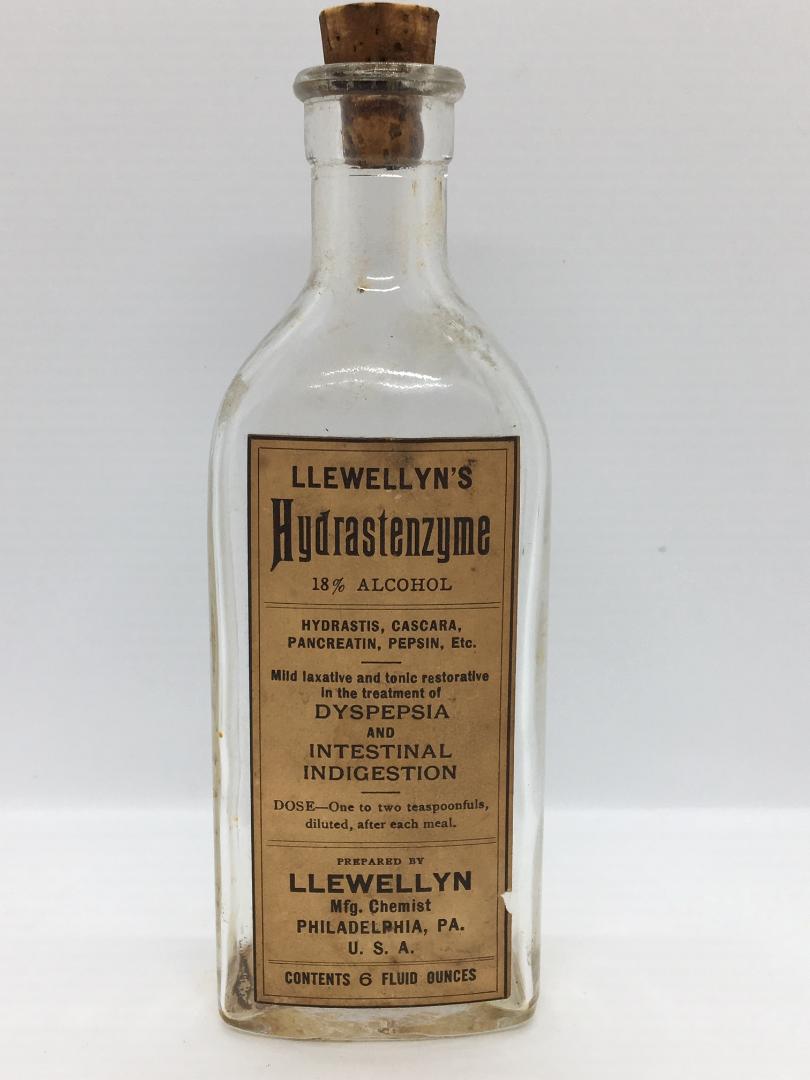 LLEWELLYN'S
Hydrastenzyme
18% ALCOHOL
HYDRASTIS, CASCARA,
PANCREATIN, PEPSIN, Etc.
Mild laxative and tonic restorative
in the treatment of
DYSPEPSIA
AND
INTESTINAL
INDIGESTION
DOSE—One to two teaspoonfuls,
diluted, after each meal.
PREPARED BY
LLEWELLYN
Mfg. Chemist
PHILADELPHIA, PA.
U. S. A.
CONTENTS 6 FLUID OUNCES